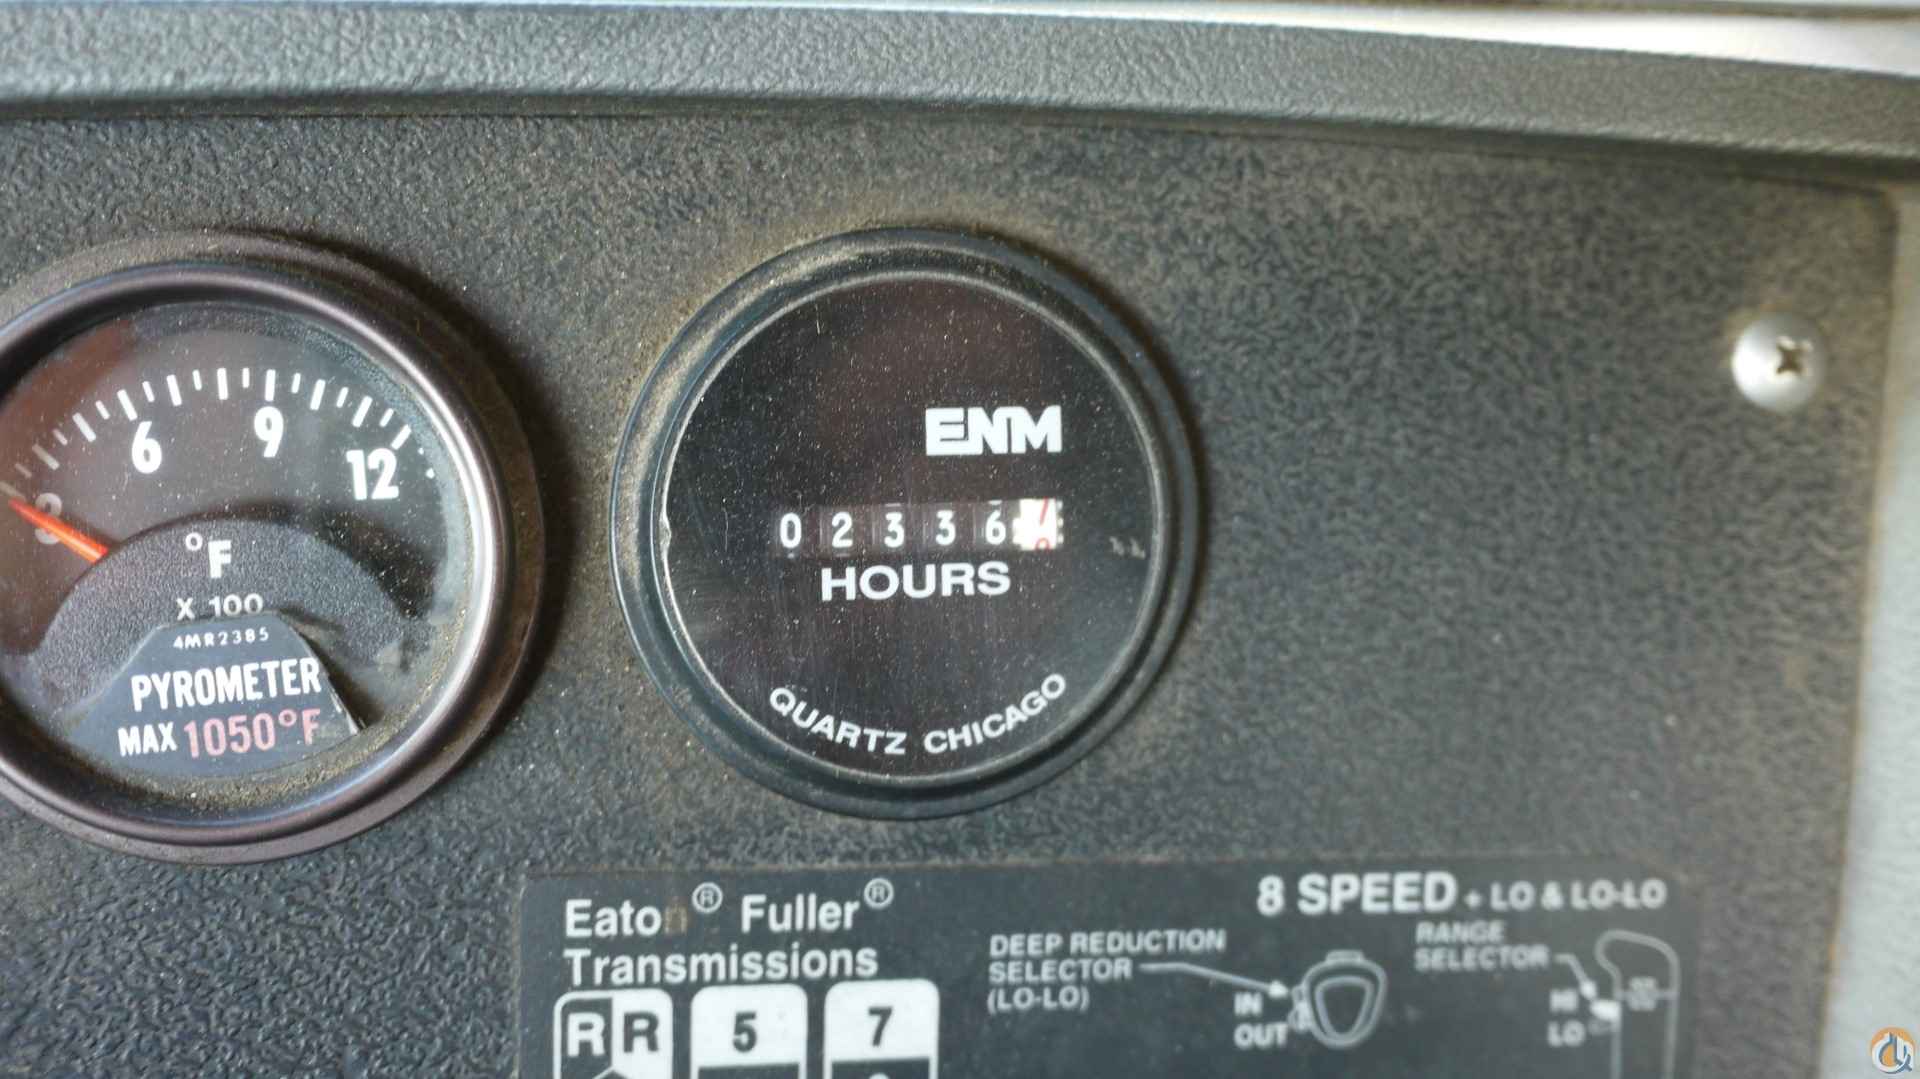 ENM
0 2 3 3 6
HOURS
QUARTZ CHICAGO
3 6 9 12
°F
X 100
4MR2385
PYROMETER
MAX 1050°F
Eaton® Fuller®
Transmissions
8 SPEED + LO & LO-LO
DEEP REDUCTION
SELECTOR
(LO-LO)
IN
OUT
RANGE
SELECTOR
HI
LO
R R 5 7